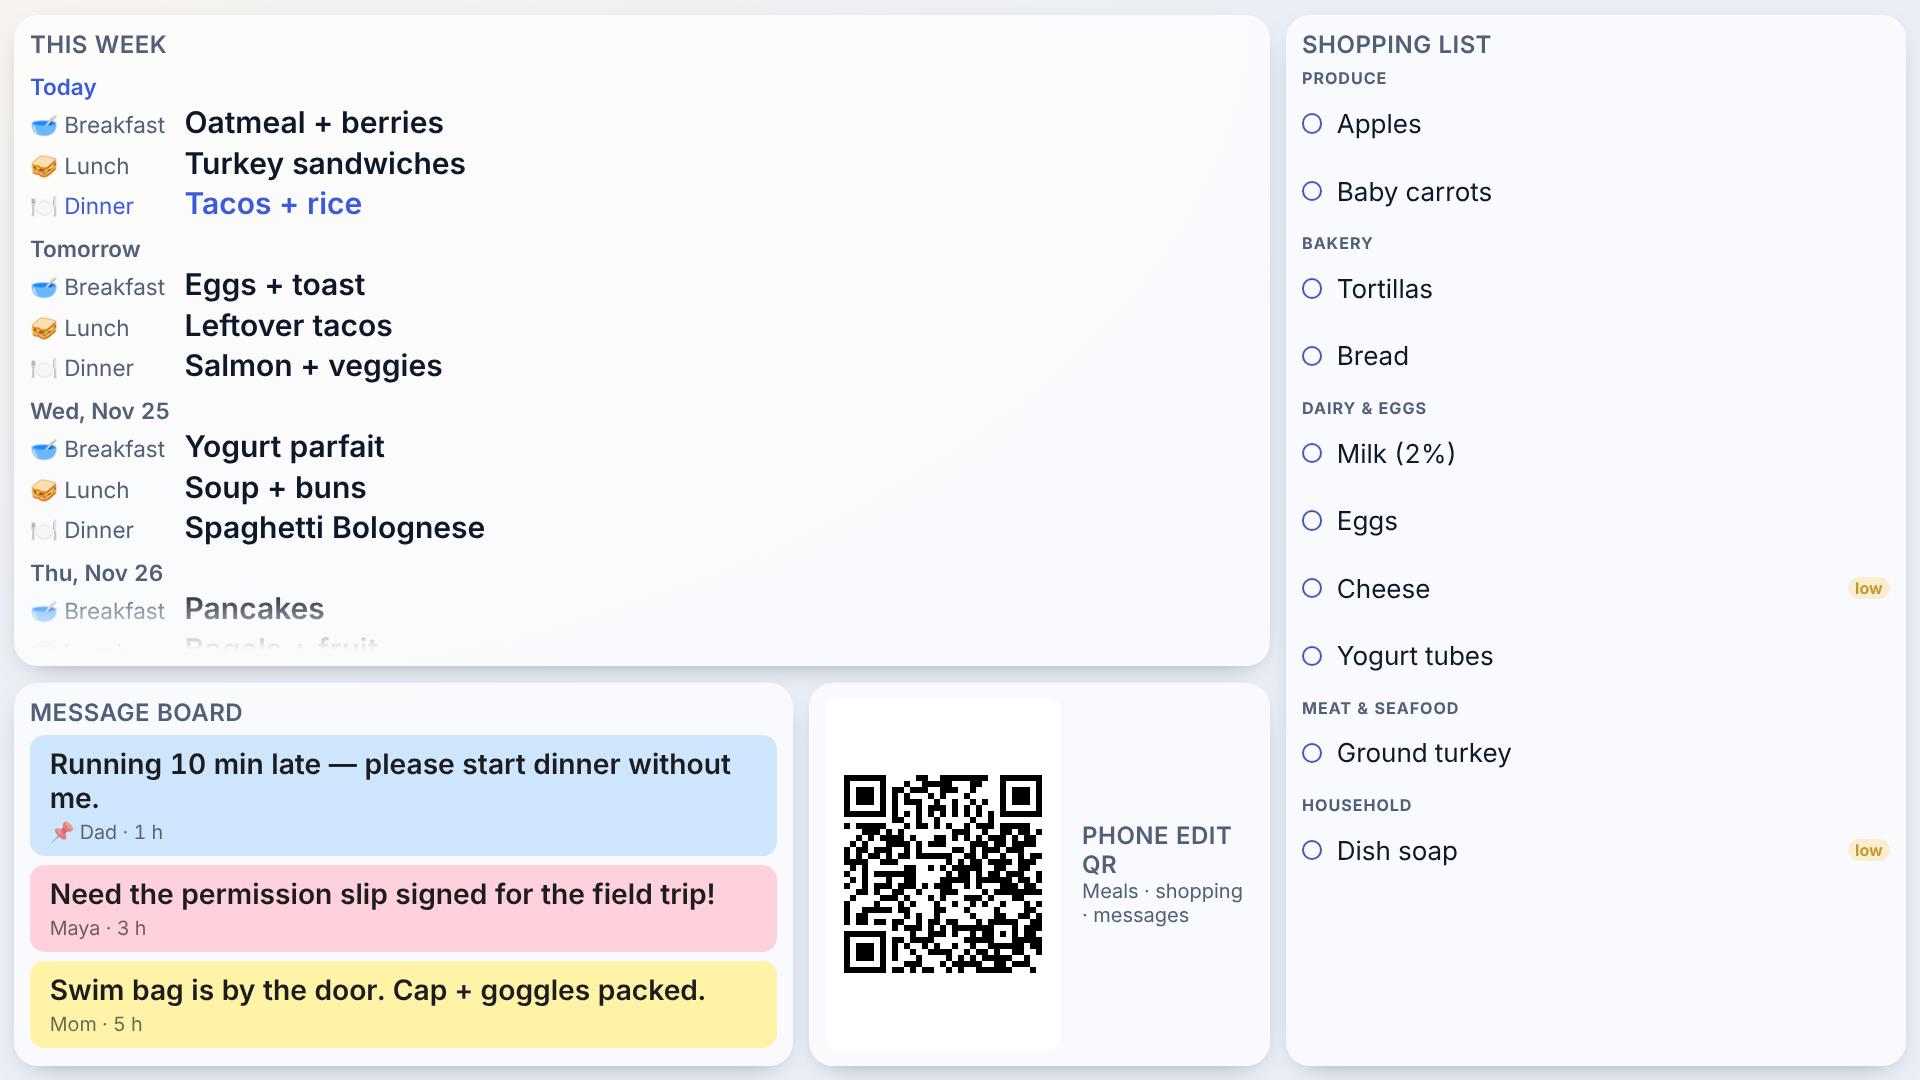 THIS WEEK
Today
Breakfast Oatmeal + berries
Lunch Turkey sandwiches
Dinner Tacos + rice
Tomorrow
Breakfast Eggs + toast
Lunch Leftover tacos
Dinner Salmon + veggies
Wed, Nov 25
Breakfast Yogurt parfait
Lunch Soup + buns
Dinner Spaghetti Bolognese
Thu, Nov 26
Breakfast Pancakes
Bagels + fruit
MESSAGE BOARD
Running 10 min late — please start dinner without
me.
Dad · 1 h
Need the permission slip signed for the field trip!
Maya · 3 h
Swim bag is by the door. Cap + goggles packed.
Mom · 5 h
PHONE EDIT
QR
Meals · shopping
· messages
SHOPPING LIST
PRODUCE
Apples
Baby carrots
BAKERY
Tortillas
Bread
DAIRY & EGGS
Milk (2%)
Eggs
Cheese low
Yogurt tubes
MEAT & SEAFOOD
Ground turkey
HOUSEHOLD
Dish soap low